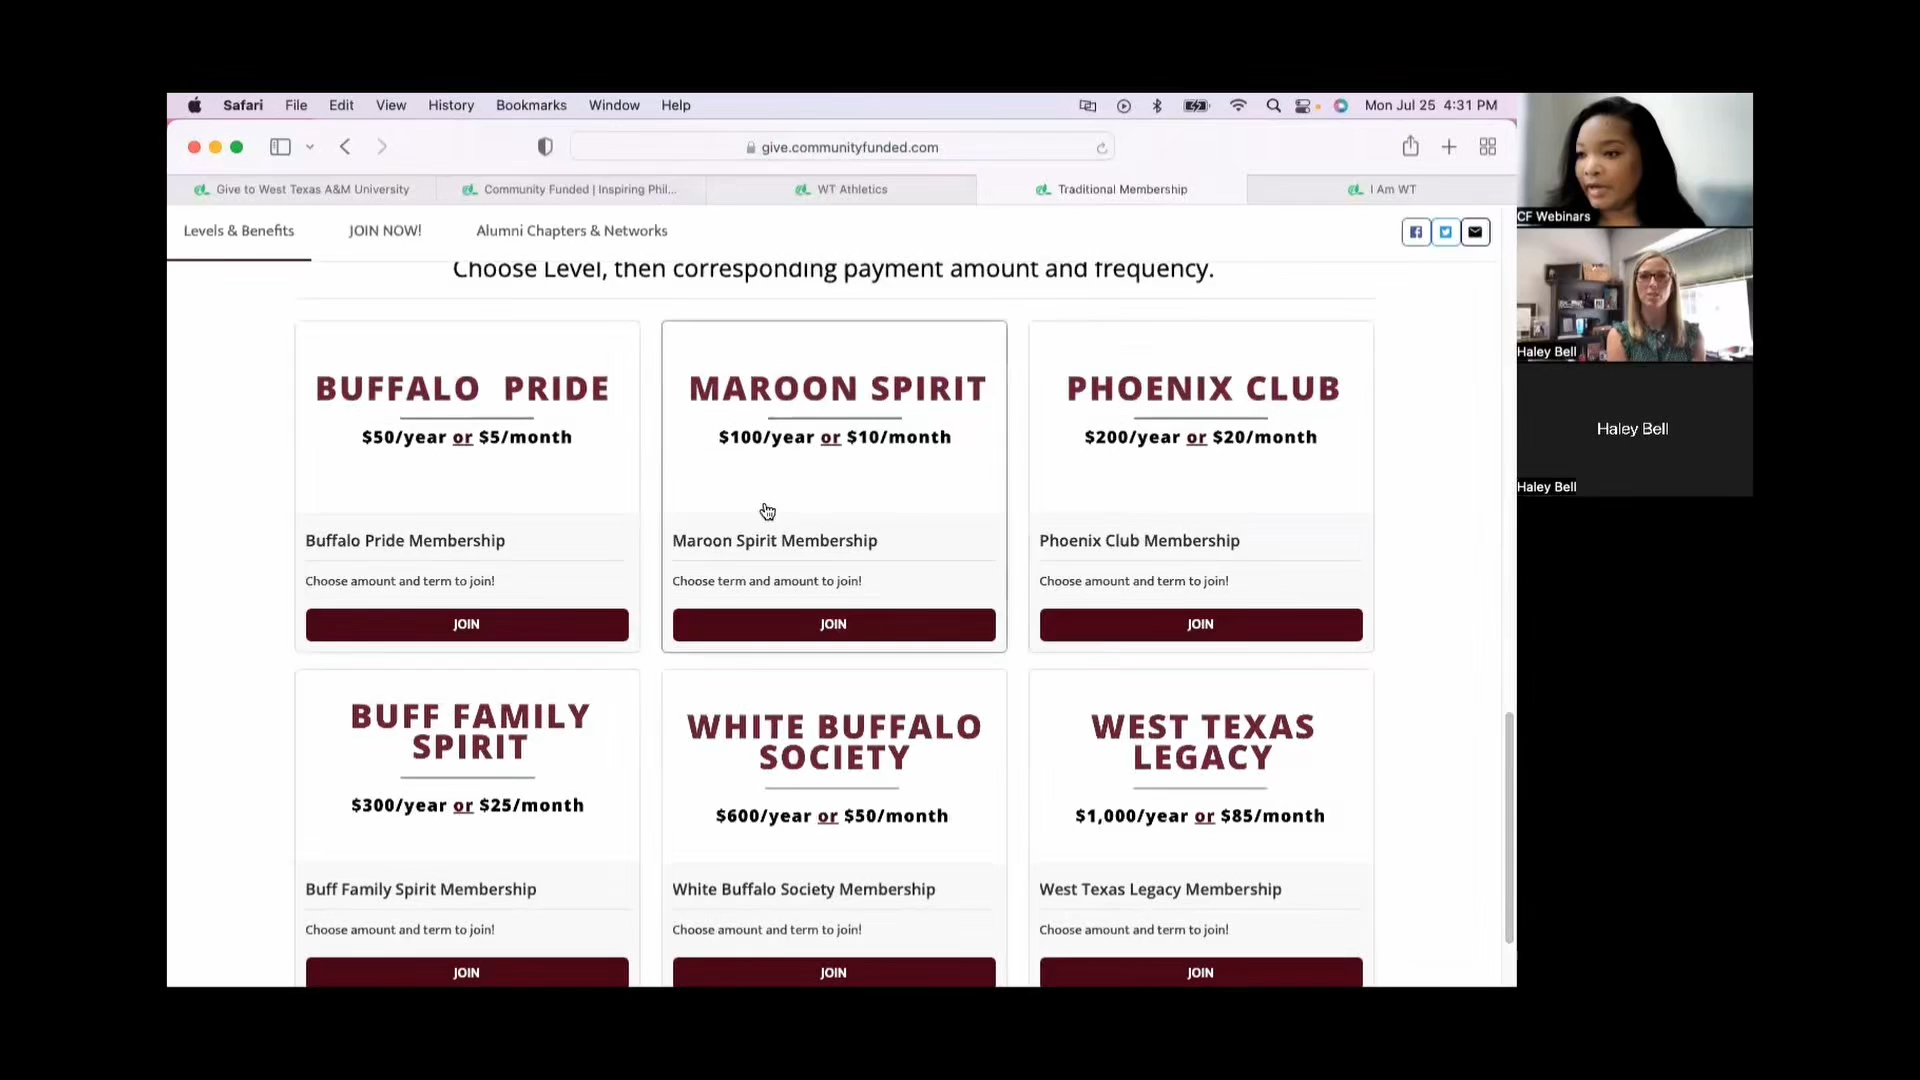 Safari File Edit View History Bookmarks Window Help Mon Jul 25 4:31 PM
give.communityfunded.com
Give to West Texas A&M University Community Funded | Inspiring Phil... WT Athletics Traditional Membership I Am WT
Levels & Benefits JOIN NOW! Alumni Chapters & Networks
Choose Level, then corresponding payment amount and frequency.
BUFFALO PRIDE
$50/year or $5/month
Buffalo Pride Membership
Choose amount and term to join!
JOIN
MAROON SPIRIT
$100/year or $10/month
Maroon Spirit Membership
Choose term and amount to join!
JOIN
PHOENIX CLUB
$200/year or $20/month
Phoenix Club Membership
Choose amount and term to join!
JOIN
BUFF FAMILY
SPIRIT
$300/year or $25/month
Buff Family Spirit Membership
Choose amount and term to join!
JOIN
WHITE BUFFALO
SOCIETY
$600/year or $50/month
White Buffalo Society Membership
Choose amount and term to join!
JOIN
WEST TEXAS
LEGACY
$1,000/year or $85/month
West Texas Legacy Membership
Choose amount and term to join!
JOIN
CF Webinars
Haley Bell
Haley Bell
Haley Bell